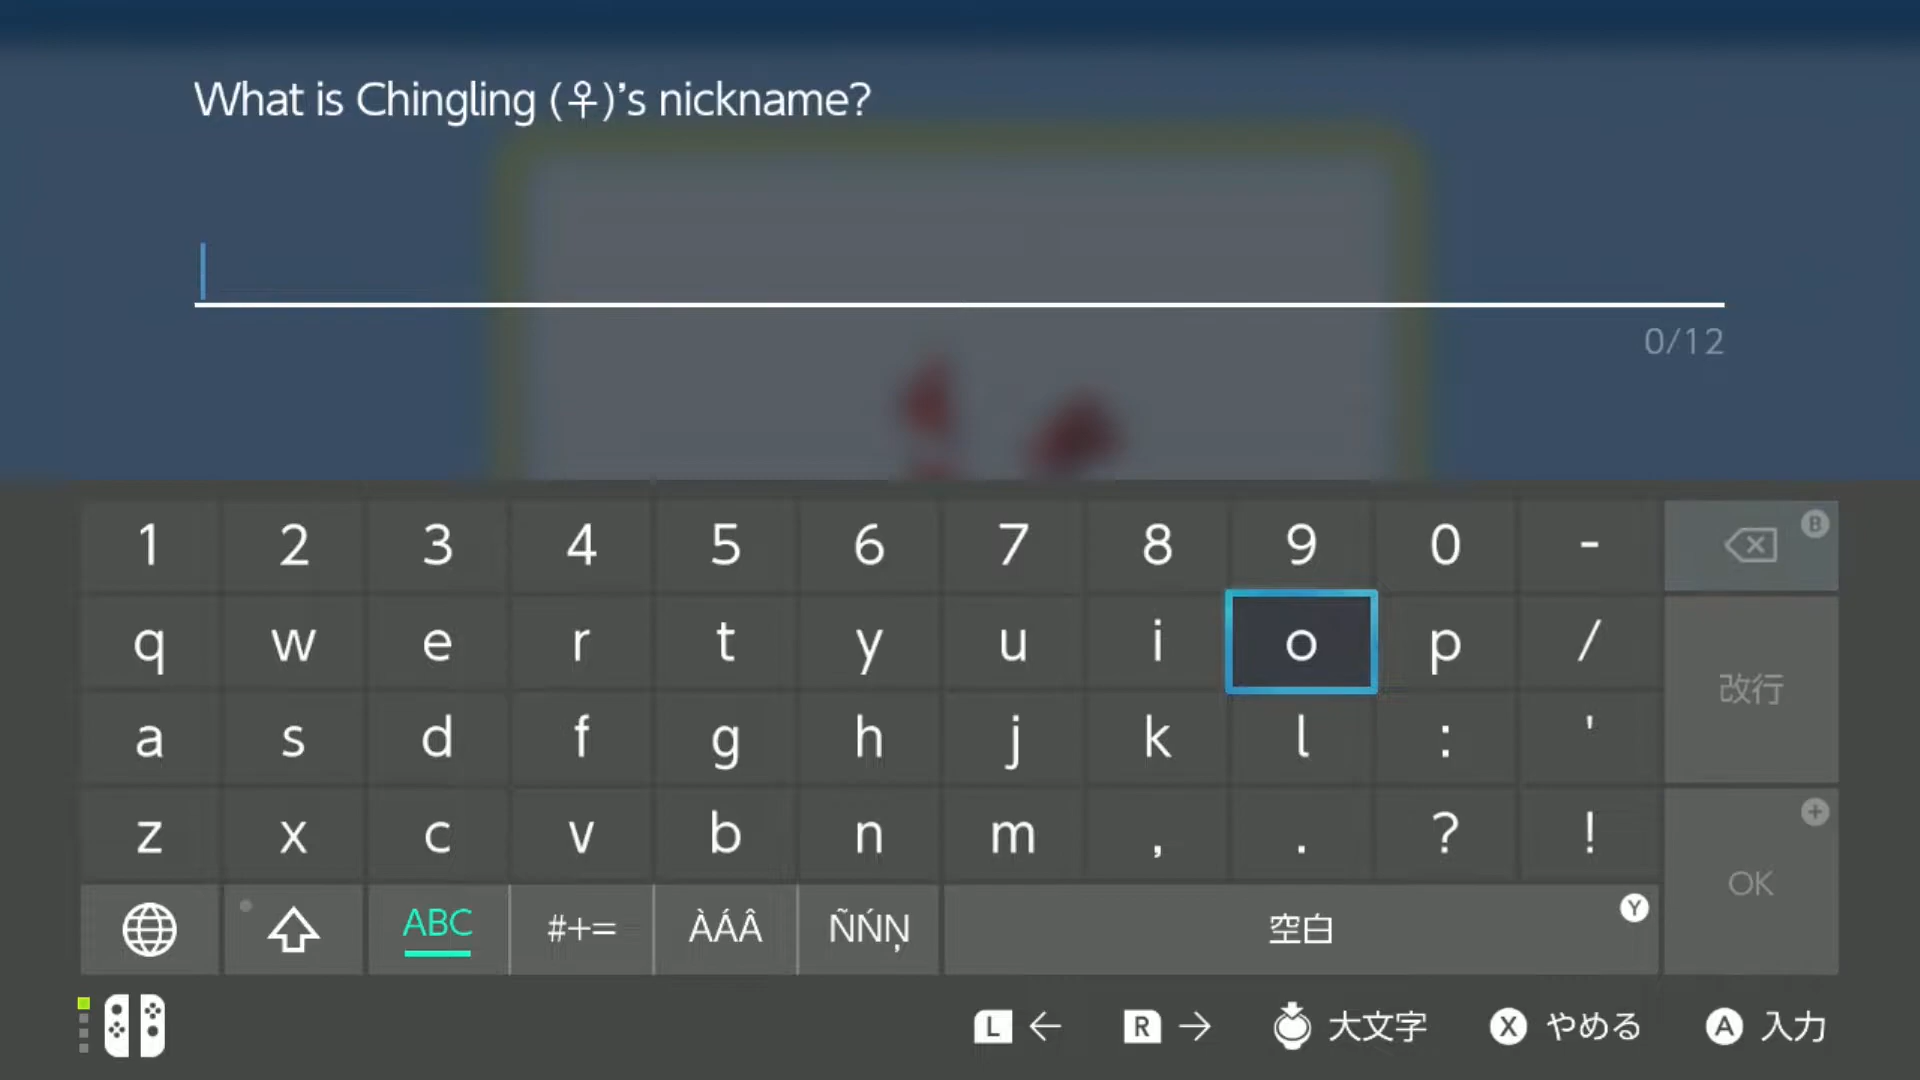 What is Chingling (♀)'s nickname?
0/12
1 2 3 4 5 6 7 8 9 0 - B
q w e r t y u i o p /
改行
a s d f g h j k l : '
z x c v b n m , . ? ! +
OK
ABC #+= ÀÁÂ ÑŃŅ 空白 Y
L ← R → 大文字 X やめる A 入力